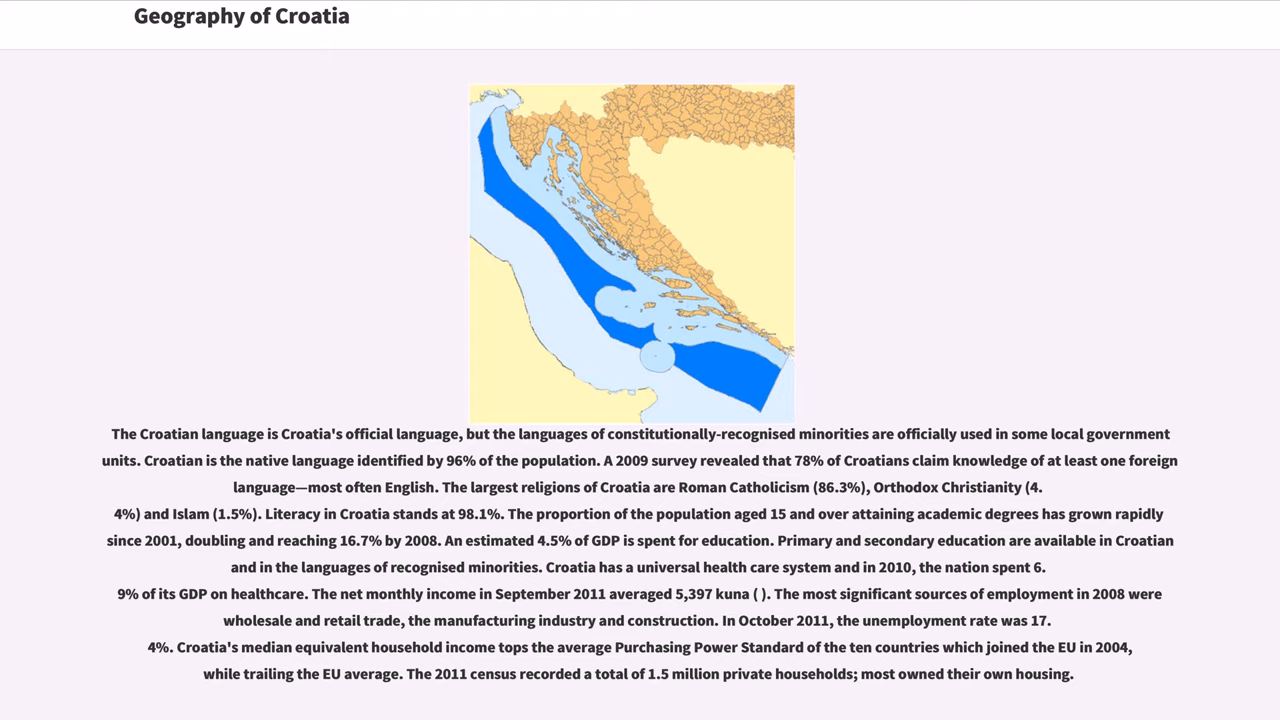 Geography of Croatia
The Croatian language is Croatia's official language, but the languages of constitutionally-recognised minorities are officially used in some local government
units. Croatian is the native language identified by 96% of the population. A 2009 survey revealed that 78% of Croatians claim knowledge of at least one foreign
language—most often English. The largest religions of Croatia are Roman Catholicism (86.3%), Orthodox Christianity (4.
4%) and Islam (1.5%). Literacy in Croatia stands at 98.1%. The proportion of the population aged 15 and over attaining academic degrees has grown rapidly
since 2001, doubling and reaching 16.7% by 2008. An estimated 4.5% of GDP is spent for education. Primary and secondary education are available in Croatian
and in the languages of recognised minorities. Croatia has a universal health care system and in 2010, the nation spent 6.
9% of its GDP on healthcare. The net monthly income in September 2011 averaged 5,397 kuna ( ). The most significant sources of employment in 2008 were
wholesale and retail trade, the manufacturing industry and construction. In October 2011, the unemployment rate was 17.
4%. Croatia's median equivalent household income tops the average Purchasing Power Standard of the ten countries which joined the EU in 2004,
while trailing the EU average. The 2011 census recorded a total of 1.5 million private households; most owned their own housing.